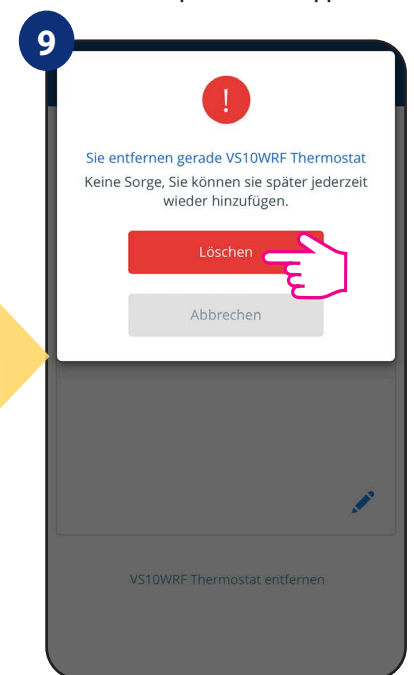 9
!
Sie entfernen gerade VS10WRF Thermostat
Keine Sorge, Sie können sie später jederzeit
wieder hinzufügen.
Löschen
Abbrechen
VS10WRF Thermostat entfernen